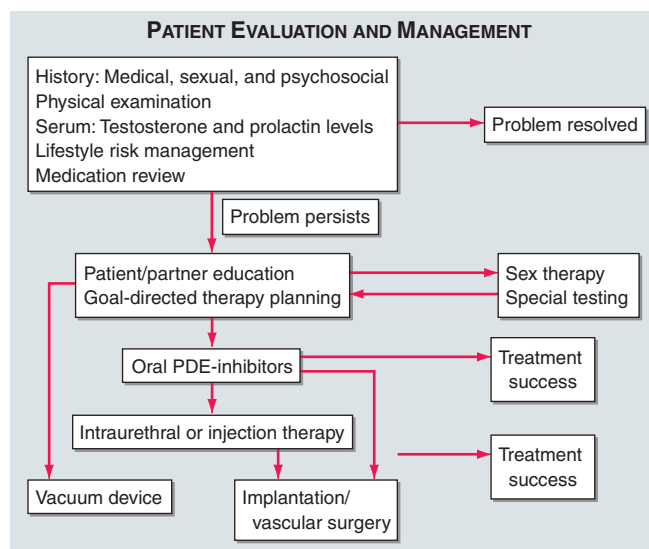 PATIENT EVALUATION AND MANAGEMENT
History: Medical, sexual, and psychosocial
Physical examination
Serum: Testosterone and prolactin levels
Lifestyle risk management
Medication review
Problem resolved
Problem persists
Patient/partner education
Goal-directed therapy planning
Sex therapy
Special testing
Oral PDE-inhibitors
Treatment
success
Intraurethral or injection therapy
Treatment
success
Vacuum device
Implantation/
vascular surgery